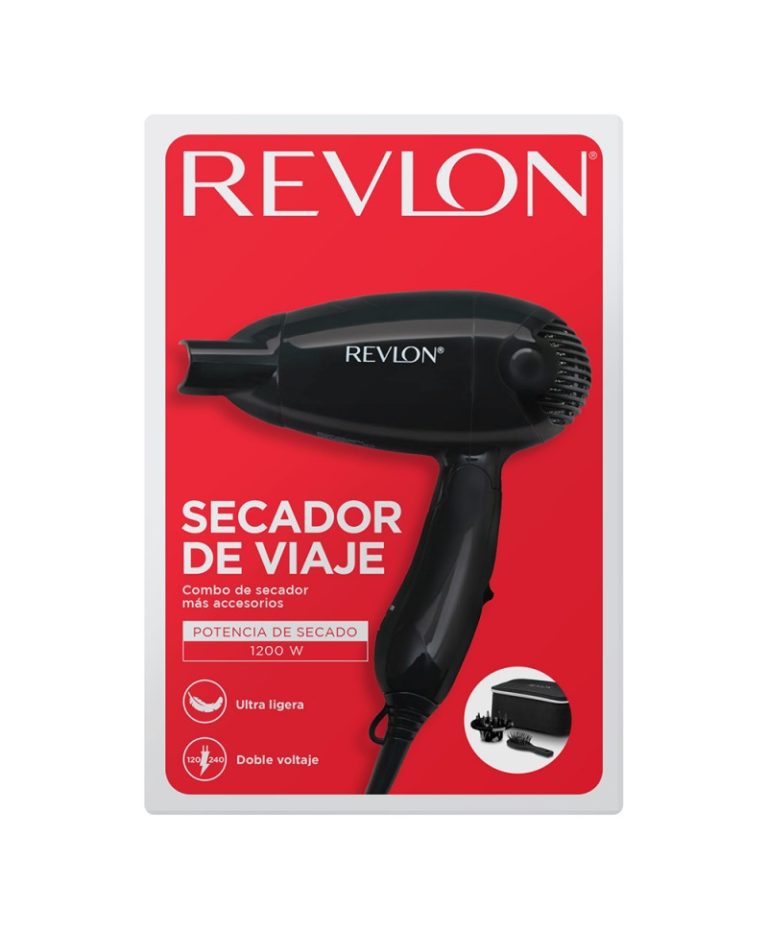 REVLON®
REVLON®
SECADOR
DE VIAJE
Combo de secador
más accesorios
POTENCIA DE SECADO
1200 W
Ultra ligera
120 240
Doble voltaje